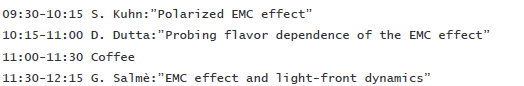 09:30-10:15 S. Kuhn:”Polarized EMC effect”
10:15-11:00 D. Dutta:”Probing flavor dependence of the EMC effect”
11:00-11:30 Coffee
11:30-12:15 G. Salmè:”EMC effect and light-front dynamics”